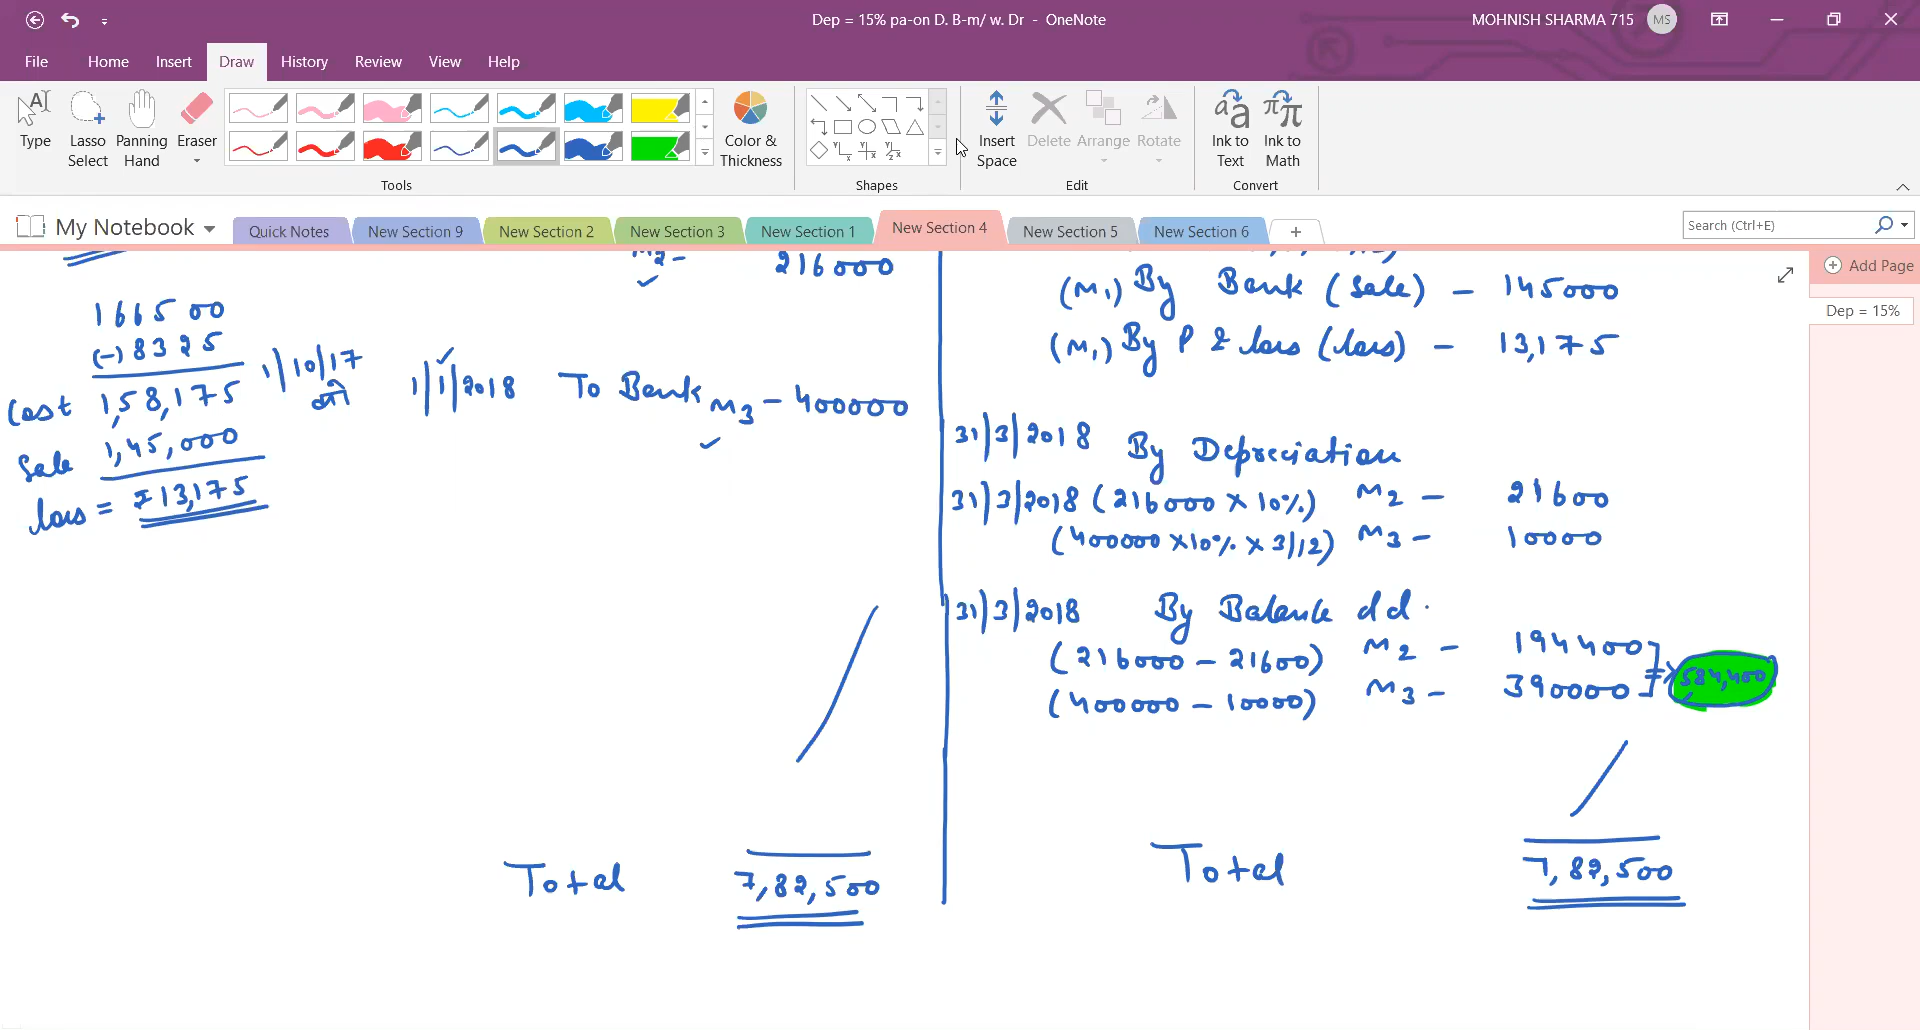 Dep = 15% pa-on D. B-m/ w. Dr - OneNote
MOHNISH SHARMA 715
MS
File Home Insert Draw History Review View Help
Type
Lasso Select
Panning Hand
Eraser
Color & Thickness
Insert Space
Delete
Arrange
Rotate
Ink to Text
Ink to Math
Tools
Shapes
Edit
Convert
My Notebook
Quick Notes
New Section 9
New Section 2
New Section 3
New Section 1
New Section 4
New Section 5
New Section 6
+
Search (Ctrl+E)
Add Page
Dep = 15%
M2 - 216000
166500
(-) 8325
Cost 1,58,175 1/10/17 को
Sale 1,45,000
loss = ₹13,175
1/1/2018 To Bank M3 - 400000
Total 7,82,500
(M1) By Bank (Sale) - 145000
(M1) By P & loss (loss) - 13,175
31/3/2018 By Depreciation
31/3/2018 (216000 x 10%) M2 - 21600
(400000 x10% x 3/12) M3 - 10000
31/3/2018 By Balance d d.
(216000 - 21600) M2 - 194400
(400000 - 10000) M3 - 390000
584,400
Total 7,82,500